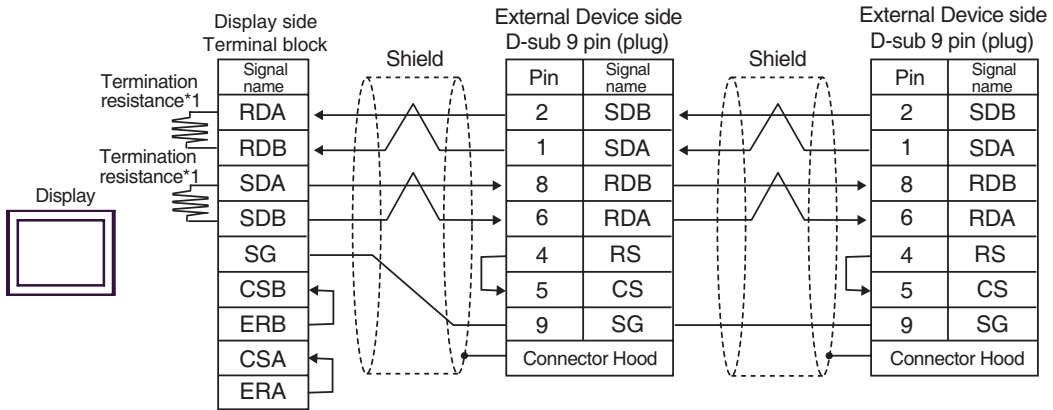 Display side
Terminal block
Shield
External Device side
D-sub 9 pin (plug)
Shield
External Device side
D-sub 9 pin (plug)
Termination
resistance*1
Termination
resistance*1
Display
Signal
name
RDA
RDB
SDA
SDB
SG
CSB
ERB
CSA
ERA
Pin Signal
name
2 SDB
1 SDA
8 RDB
6 RDA
4 RS
5 CS
9 SG
Connector Hood
Pin Signal
name
2 SDB
1 SDA
8 RDB
6 RDA
4 RS
5 CS
9 SG
Connector Hood